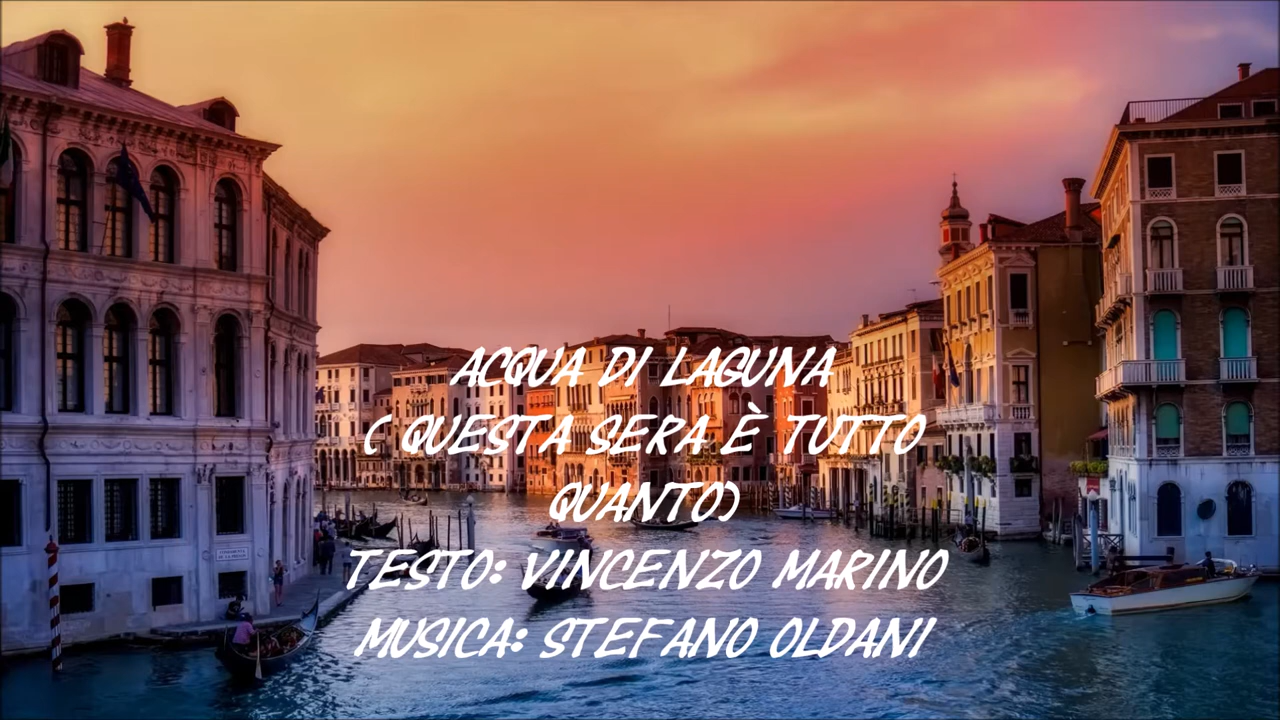 ACQUA DI LAGUNA
( QUESTA SERA È TUTTO
QUANTO)
TESTO: VINCENZO MARINO
MUSICA: STEFANO OLDANI